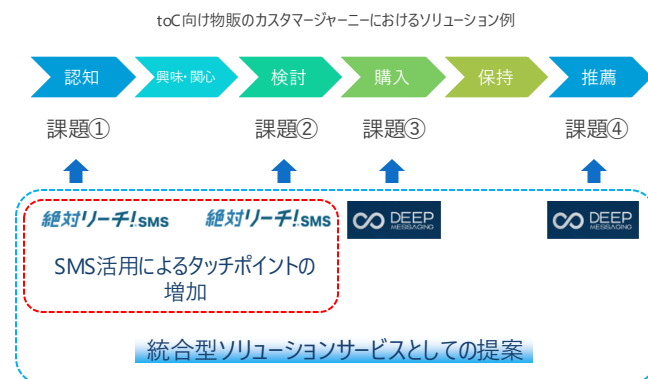 toC向け物販のカスタマージャーニーにおけるソリューション例
認知
興味・関心
検討
購入
保持
推薦
課題①
課題②
課題③
課題④
絶対リーチ!SMS
絶対リーチ!SMS
DEEP
MESSAGING
DEEP
MESSAGING
SMS活用によるタッチポイントの
増加
統合型ソリューションサービスとしての提案